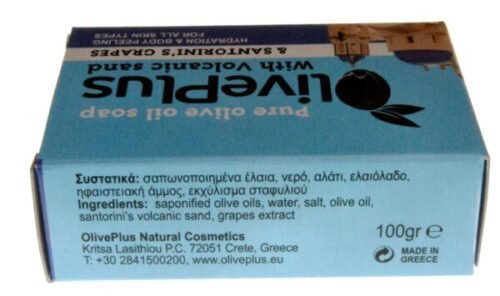 Pure olive oil soap
OlivePlus
With Volcanic sand
& SANTORINI'S GRAPES
HYDRATION & BODY PEELING
FOR ALL SKIN TYPES
Συστατικά: σαπωνοποιημένα έλαια, νερό, αλάτι, ελαιόλαδο,
ηφαιστειακή άμμος, εκχύλισμα σταφυλιού
Ingredients: saponified olive oils, water, salt, olive oil,
santorini's volcanic sand, grapes extract
OlivePlus Natural Cosmetics
Kritsa Lasithiou P.C. 72051 Crete, Greece
T: +30 2841500200, www.oliveplus.eu
100gr ℮
MADE IN
GREECE